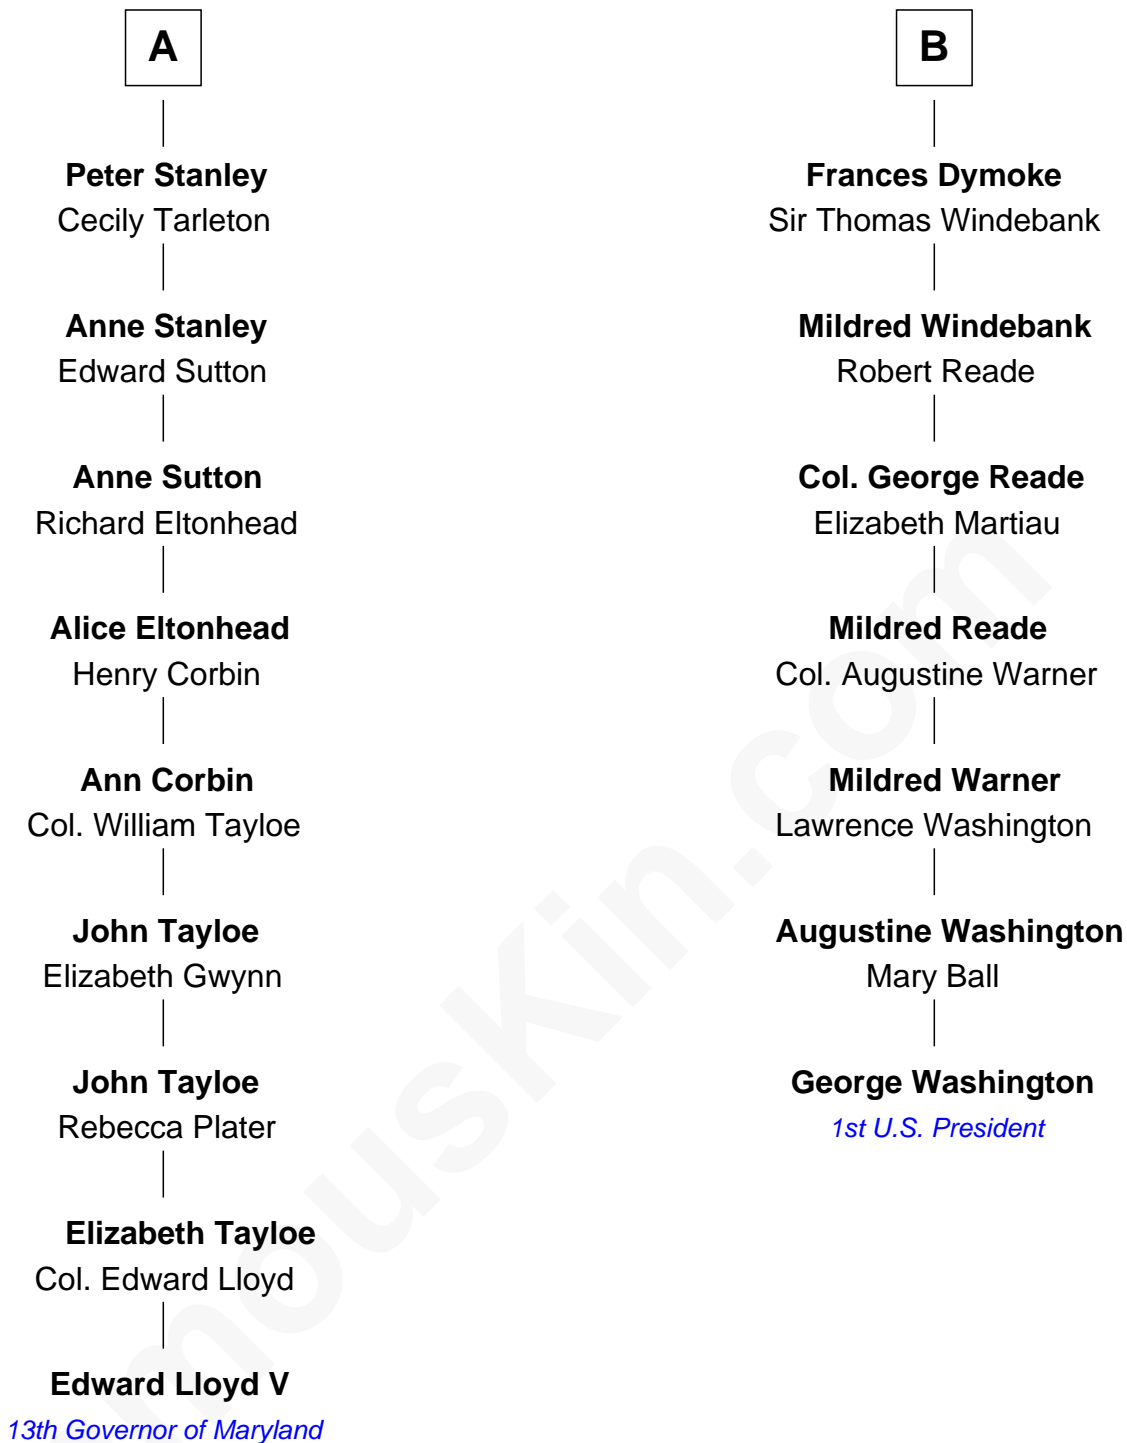 A
Peter Stanley
Cecily Tarleton
Anne Stanley
Edward Sutton
Anne Sutton
Richard Eltonhead
Alice Eltonhead
Henry Corbin
Ann Corbin
Col. William Tayloe
John Tayloe
Elizabeth Gwynn
John Tayloe
Rebecca Plater
Elizabeth Tayloe
Col. Edward Lloyd
Edward Lloyd V
13th Governor of Maryland
B
Frances Dymoke
Sir Thomas Windebank
Mildred Windebank
Robert Reade
Col. George Reade
Elizabeth Martiau
Mildred Reade
Col. Augustine Warner
Mildred Warner
Lawrence Washington
Augustine Washington
Mary Ball
George Washington
1st U.S. President
mousKin.com